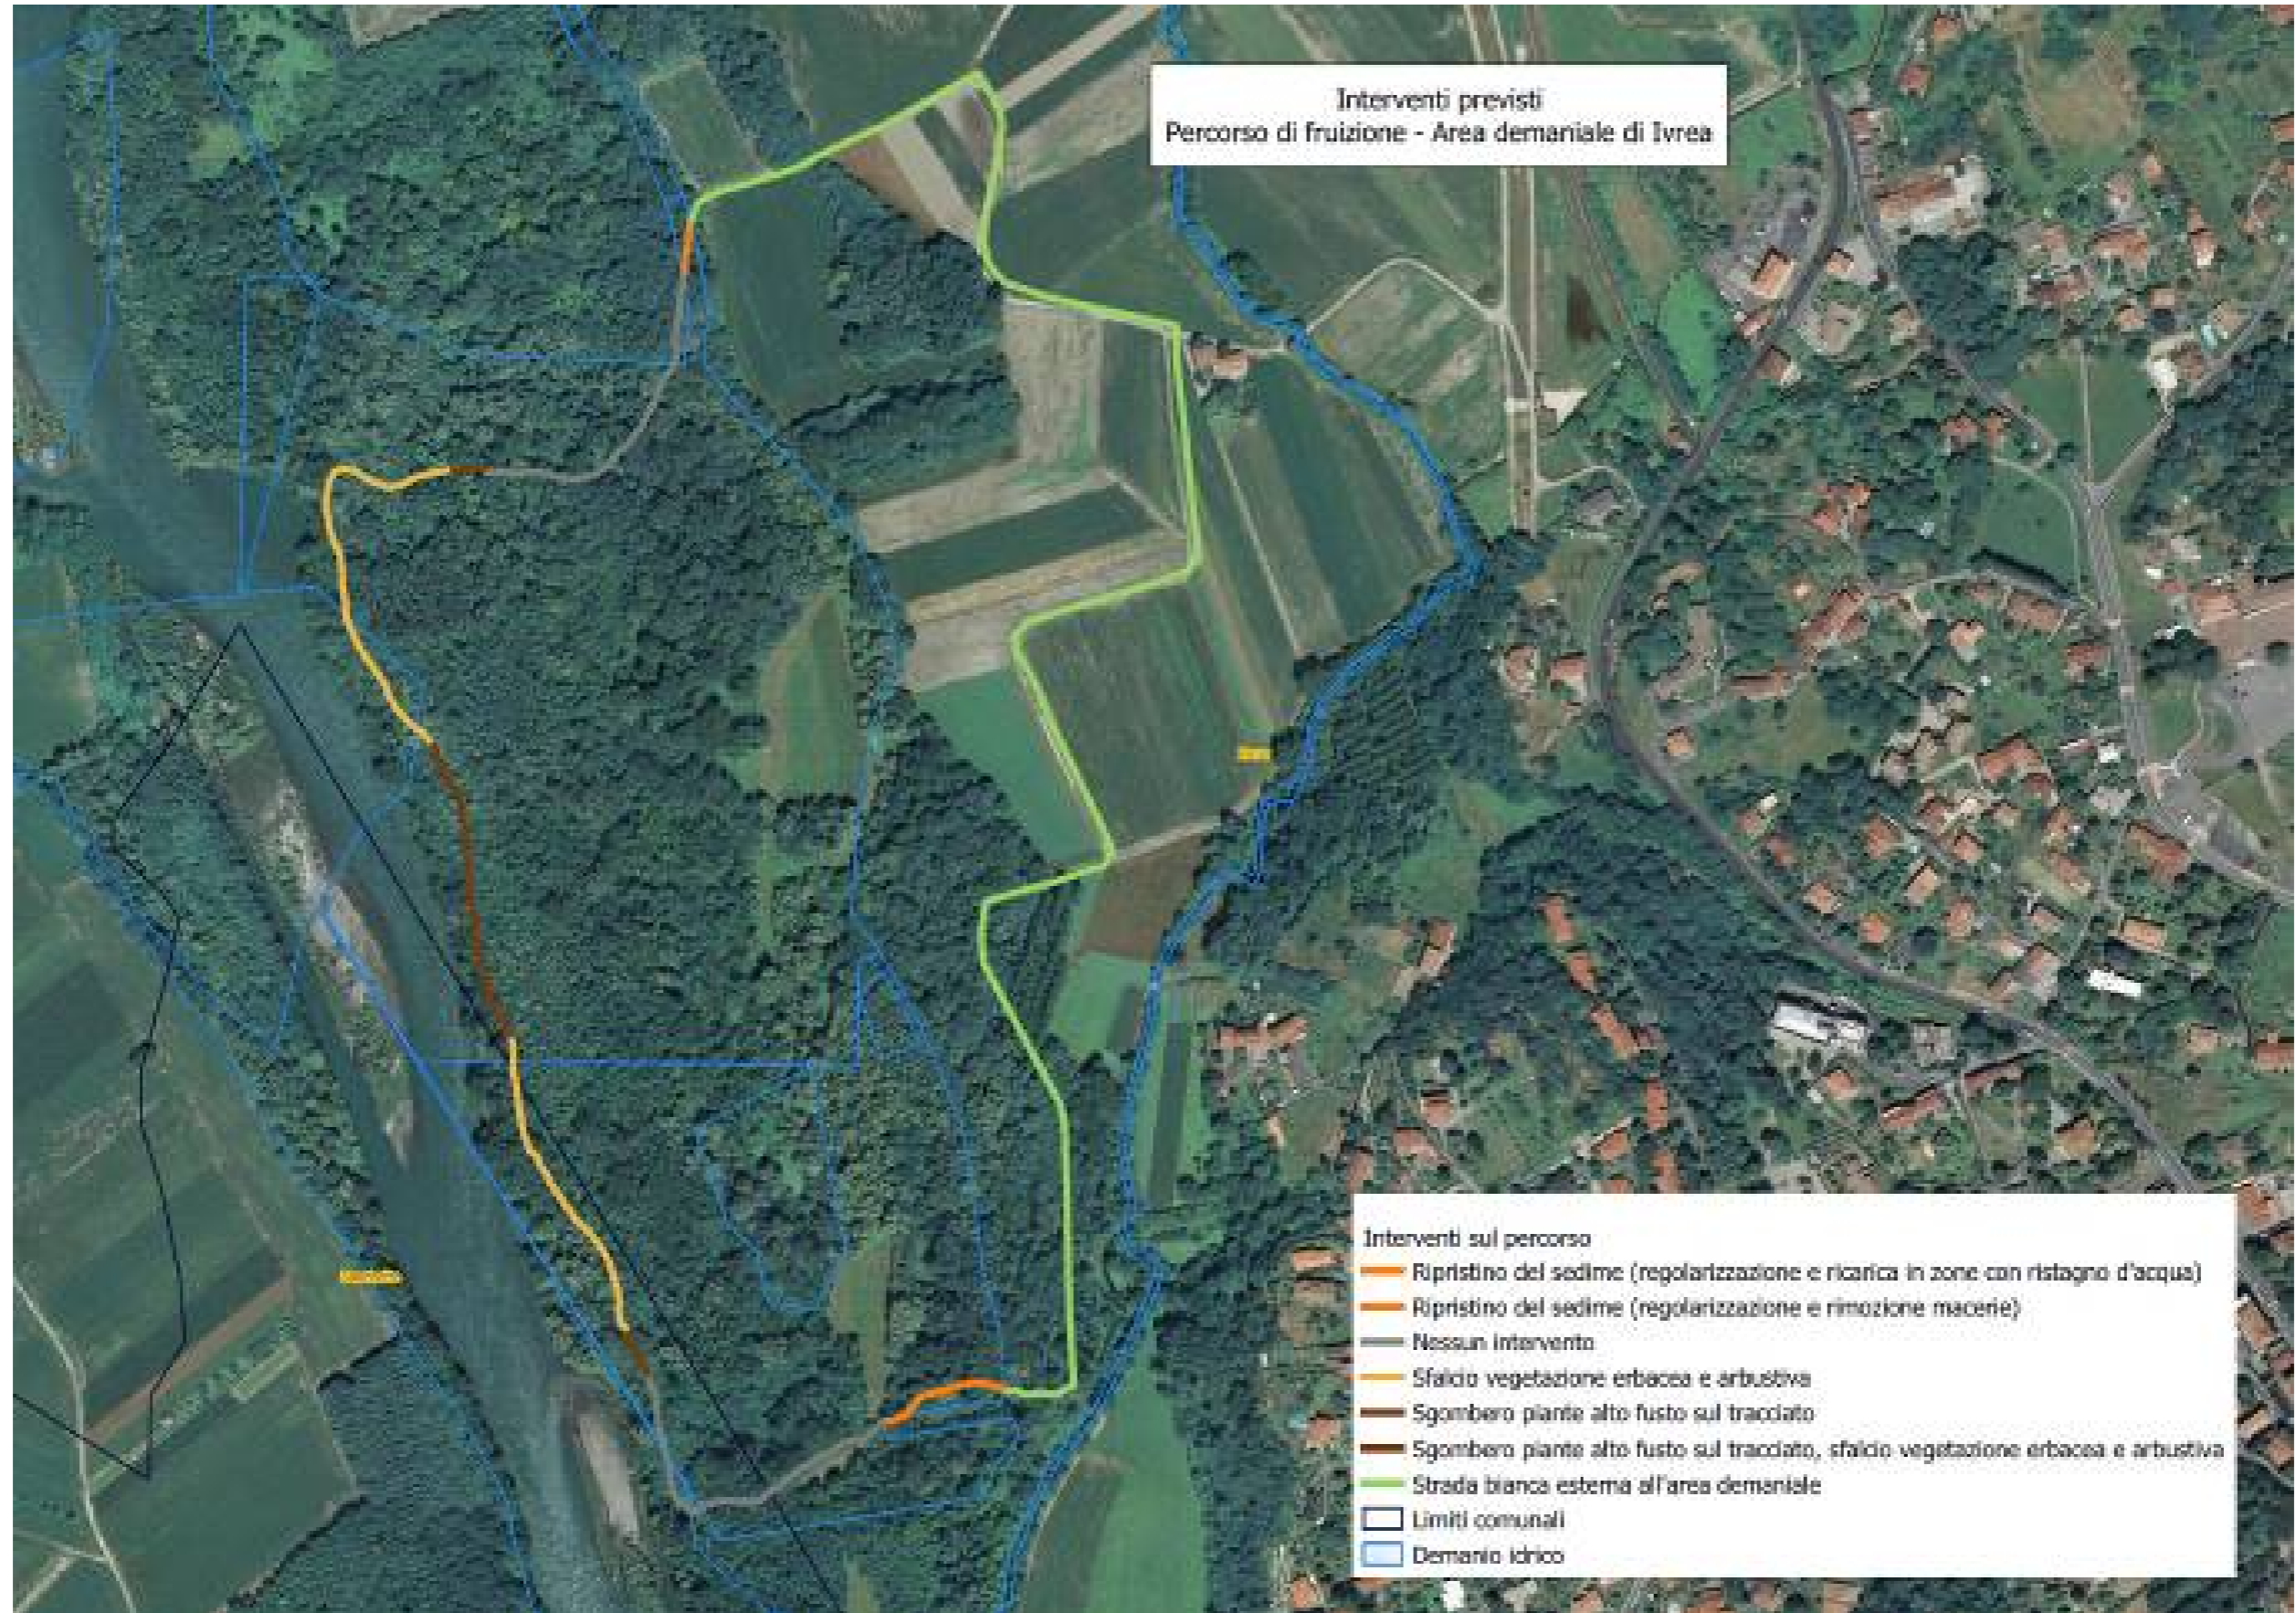 Interventi previsti
Percorso di fruizione - Area demaniale di Ivrea
Interventi sul percorso
Ripristino del sedime (regolarizzazione e ricarica in zone con ristagno d'acqua)
Ripristino del sedime (regolarizzazione e rimozione macerie)
Nessun intervento
Sfalcio vegetazione erbacea e arbustiva
Sgombero piante alto fusto sul tracciato
Sgombero piante alto fusto sul tracciato, sfalcio vegetazione erbacea e arbustiva
Strada bianca esterna all'area demaniale
Limiti comunali
Demanio idrico